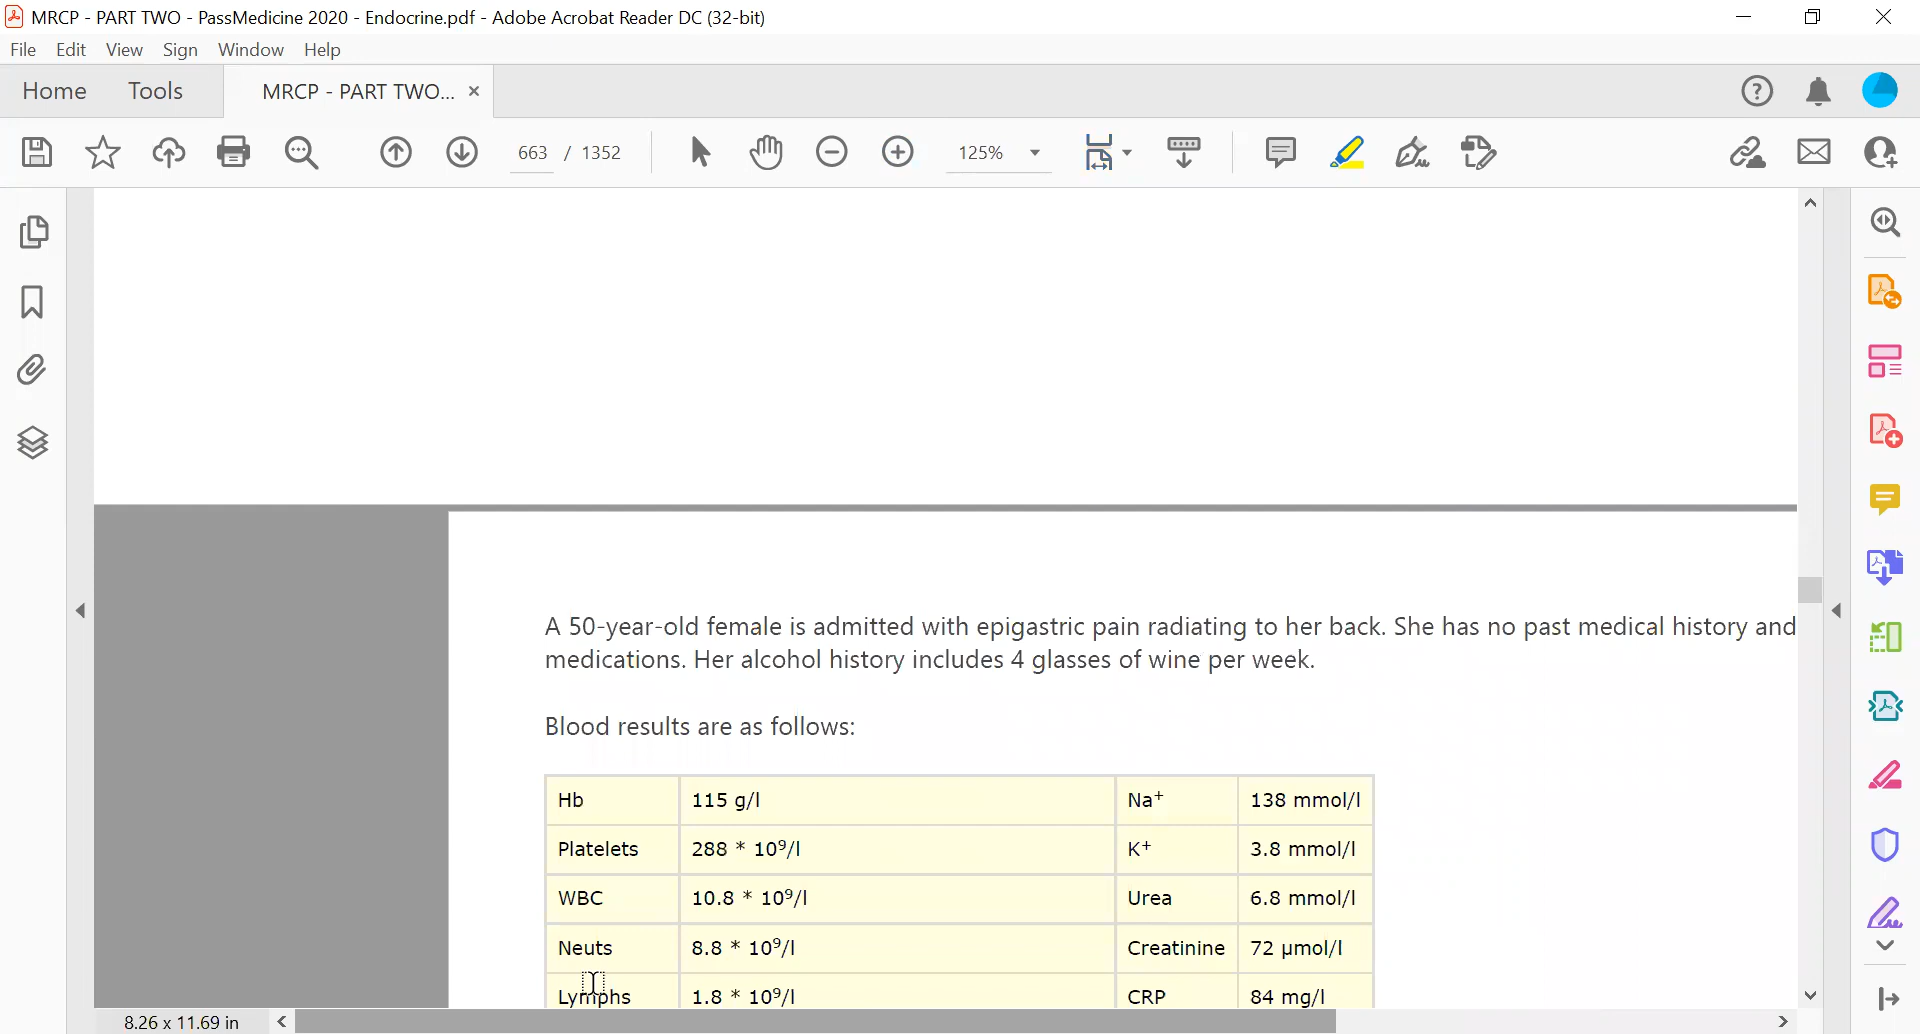 MRCP - PART TWO - PassMedicine 2020 - Endocrine.pdf - Adobe Acrobat Reader DC (32-bit)
File Edit View Sign Window Help
Home Tools MRCP - PART TWO... ×
663 / 1352 125%
A 50-year-old female is admitted with epigastric pain radiating to her back. She has no past medical history and
medications. Her alcohol history includes 4 glasses of wine per week.
Blood results are as follows:
Hb 115 g/l Na⁺ 138 mmol/l
Platelets 288 * 10⁹/l K⁺ 3.8 mmol/l
WBC 10.8 * 10⁹/l Urea 6.8 mmol/l
Neuts 8.8 * 10⁹/l Creatinine 72 µmol/l
Lymphs 1.8 * 10⁹/l CRP 84 mg/l
8.26 x 11.69 in